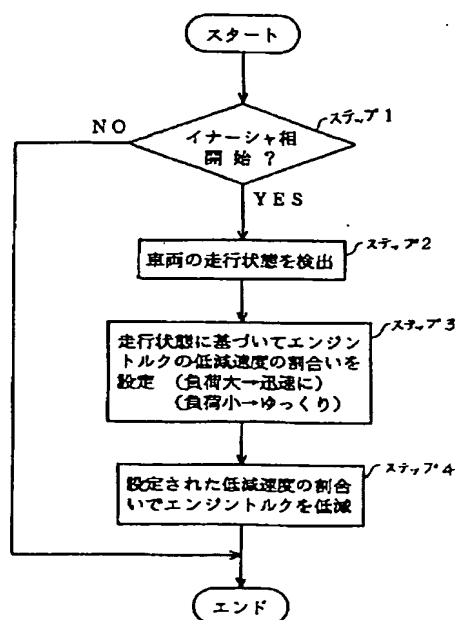 スタート
ステップ1
NO
イナーシャ相
開始?
YES
ステップ2
車両の走行状態を検出
ステップ3
走行状態に基づいてエンジン
トルクの低減速度の割合いを
設定 (負荷大→迅速に)
(負荷小→ゆっくり)
ステップ4
設定された低減速度の割合
いでエンジントルクを低減
エンド